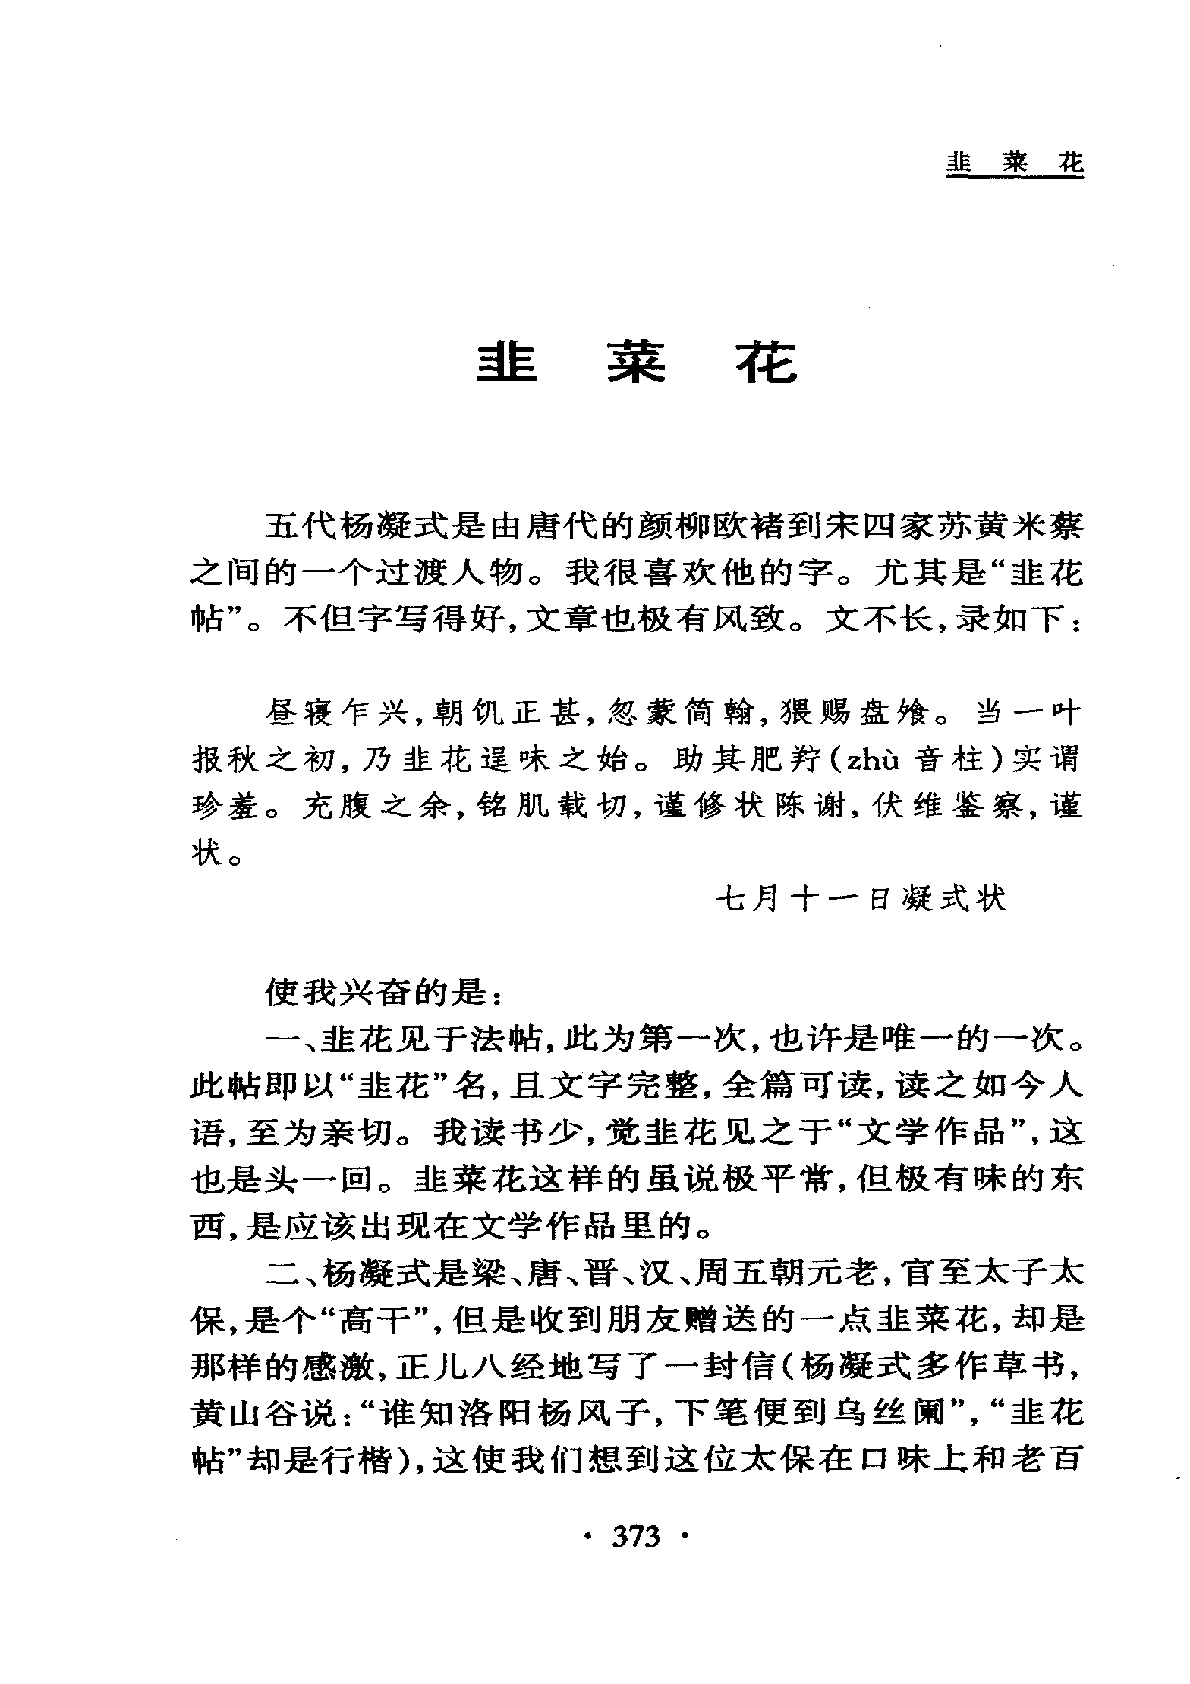 韭 菜 花
韭 菜 花
五代杨凝式是由唐代的颜柳欧褚到宋四家苏黄米蔡
之间的一个过渡人物。我很喜欢他的字。尤其是“韭花
帖”。不但字写得好,文章也极有风致。文不长,录如下:
昼寝乍兴,朝饥正甚,忽蒙简翰,猥赐盘飧。当一叶
报秋之初,乃韭花逞味之始。助其肥羜(zhù 音柱)实谓
珍羞。充腹之余,铭肌载切,谨修状陈谢,伏维鉴察,谨
状。
七月十一日凝式状
使我兴奋的是:
一、韭花见于法帖,此为第一次,也许是唯一的一次。
此帖即以“韭花”名,且文字完整,全篇可读,读之如今人
语,至为亲切。我读书少,觉韭花见之于“文学作品”,这
也是头一回。韭菜花这样的虽说极平常,但极有味的东
西,是应该出现在文学作品里的。
二、杨凝式是梁、唐、晋、汉、周五朝元老,官至太子太
保,是个“高干”,但是收到朋友赠送的一点韭菜花,却是
那样的感激,正儿八经地写了一封信(杨凝式多作草书,
黄山谷说:“谁知洛阳杨风子,下笔便到乌丝阑”,“韭花
帖”却是行楷),这使我们想到这位太保在口味上和老百
· 373 ·